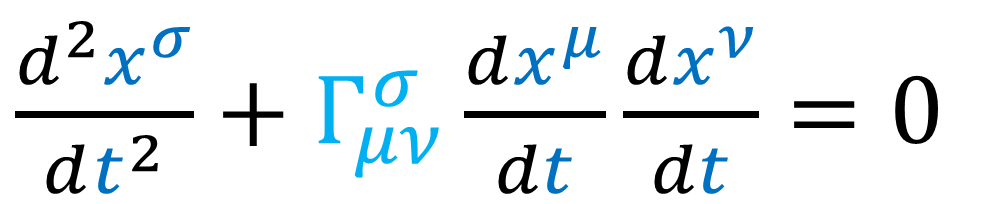 d²x^σ/dt² + Γ^σ_μν dx^μ/dt dx^ν/dt = 0